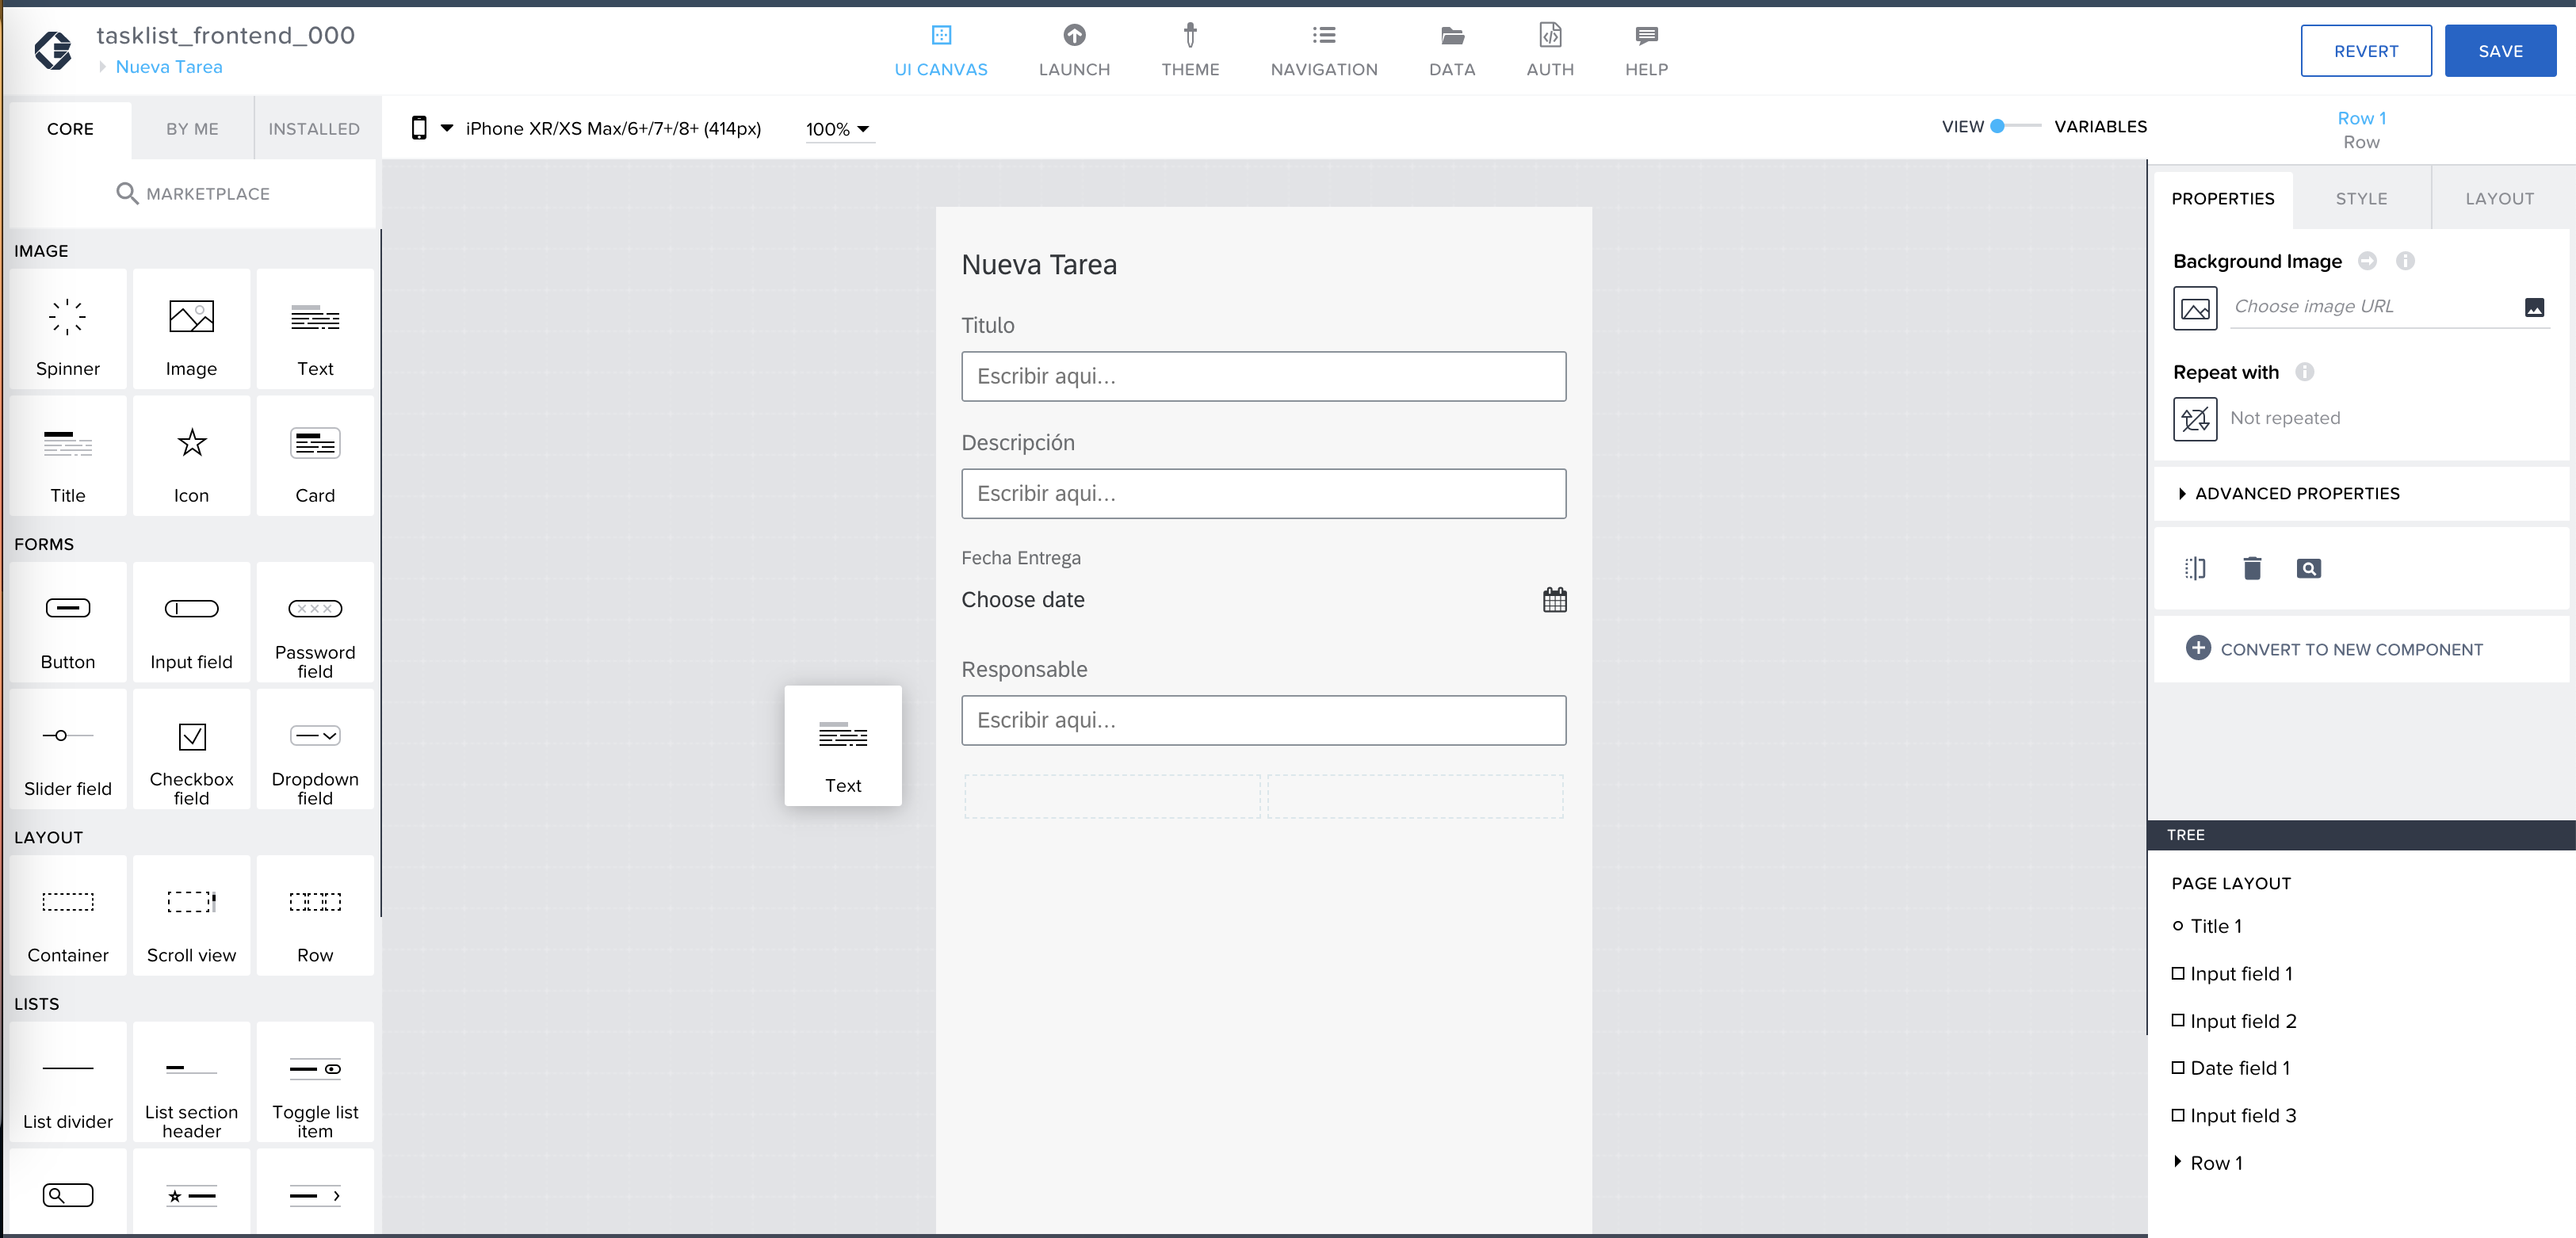 tasklist_frontend_000
Nueva Tarea
UI CANVAS
LAUNCH
THEME
NAVIGATION
DATA
AUTH
HELP
REVERT
SAVE
CORE
BY ME
INSTALLED
MARKETPLACE
iPhone XR/XS Max/6+/7+/8+ (414px)
100%
VIEW
VARIABLES
IMAGE
Spinner
Image
Text
Title
Icon
Card
FORMS
Button
Input field
Password
field
Slider field
Checkbox
field
Dropdown
field
LAYOUT
Container
Scroll view
Row
LISTS
List divider
List section
header
Toggle list
item
Nueva Tarea
Titulo
Escribir aqui...
Descripción
Escribir aqui...
Fecha Entrega
Choose date
Responsable
Escribir aqui...
Text
Row 1
Row
PROPERTIES
STYLE
LAYOUT
Background Image
Choose image URL
Repeat with
Not repeated
ADVANCED PROPERTIES
CONVERT TO NEW COMPONENT
TREE
PAGE LAYOUT
Title 1
Input field 1
Input field 2
Date field 1
Input field 3
Row 1